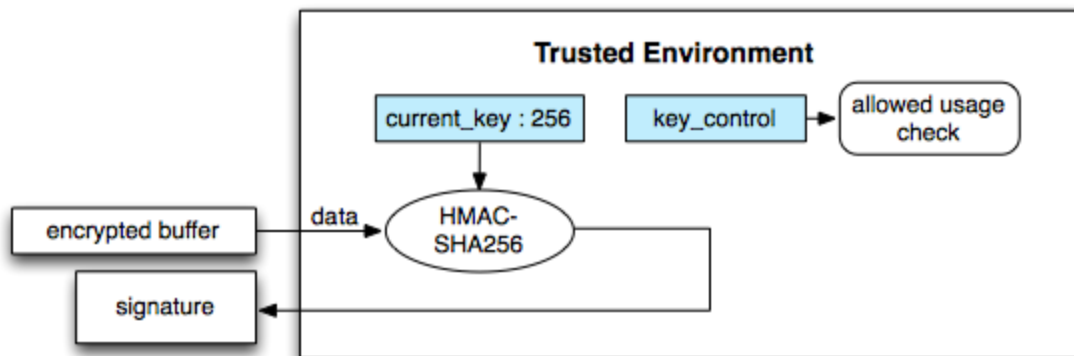 Trusted Environment
current_key : 256
key_control
allowed usage
check
data
HMAC-
SHA256
encrypted buffer
signature